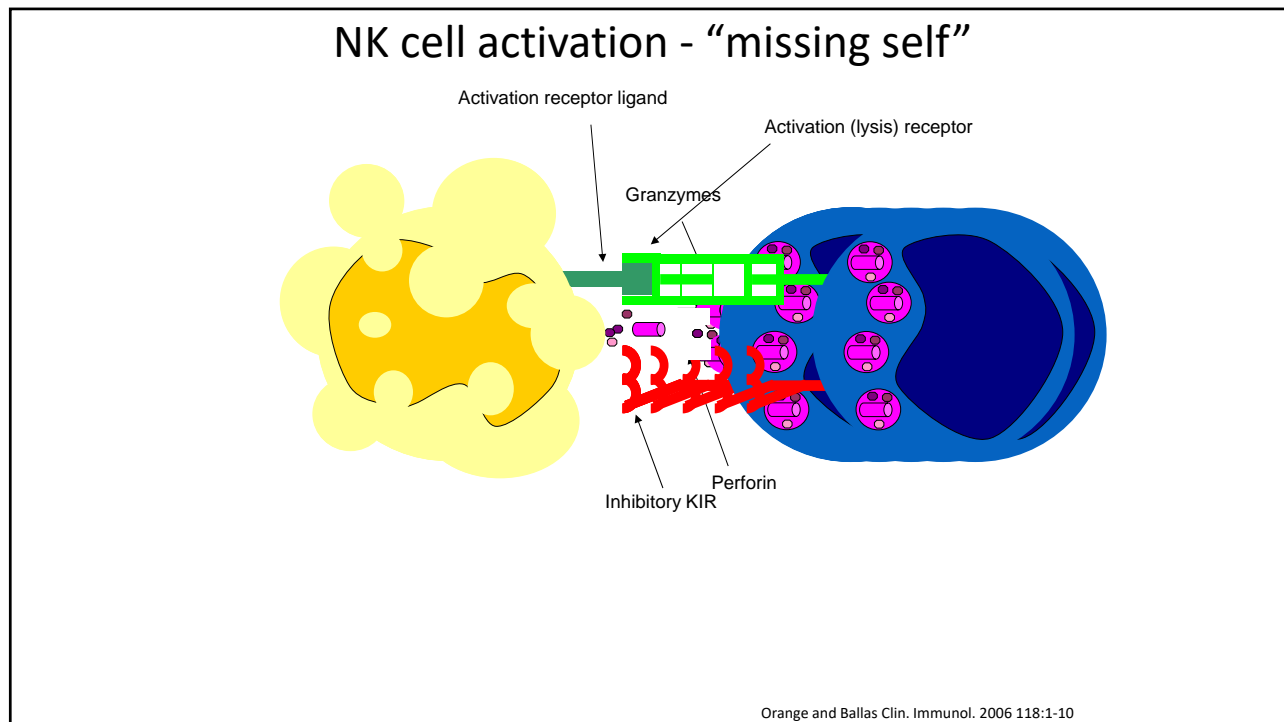 NK cell activation - “missing self”
Activation receptor ligand
Activation (lysis) receptor
Granzymes
Perforin
Inhibitory KIR
Orange and Ballas Clin. Immunol. 2006 118:1-10